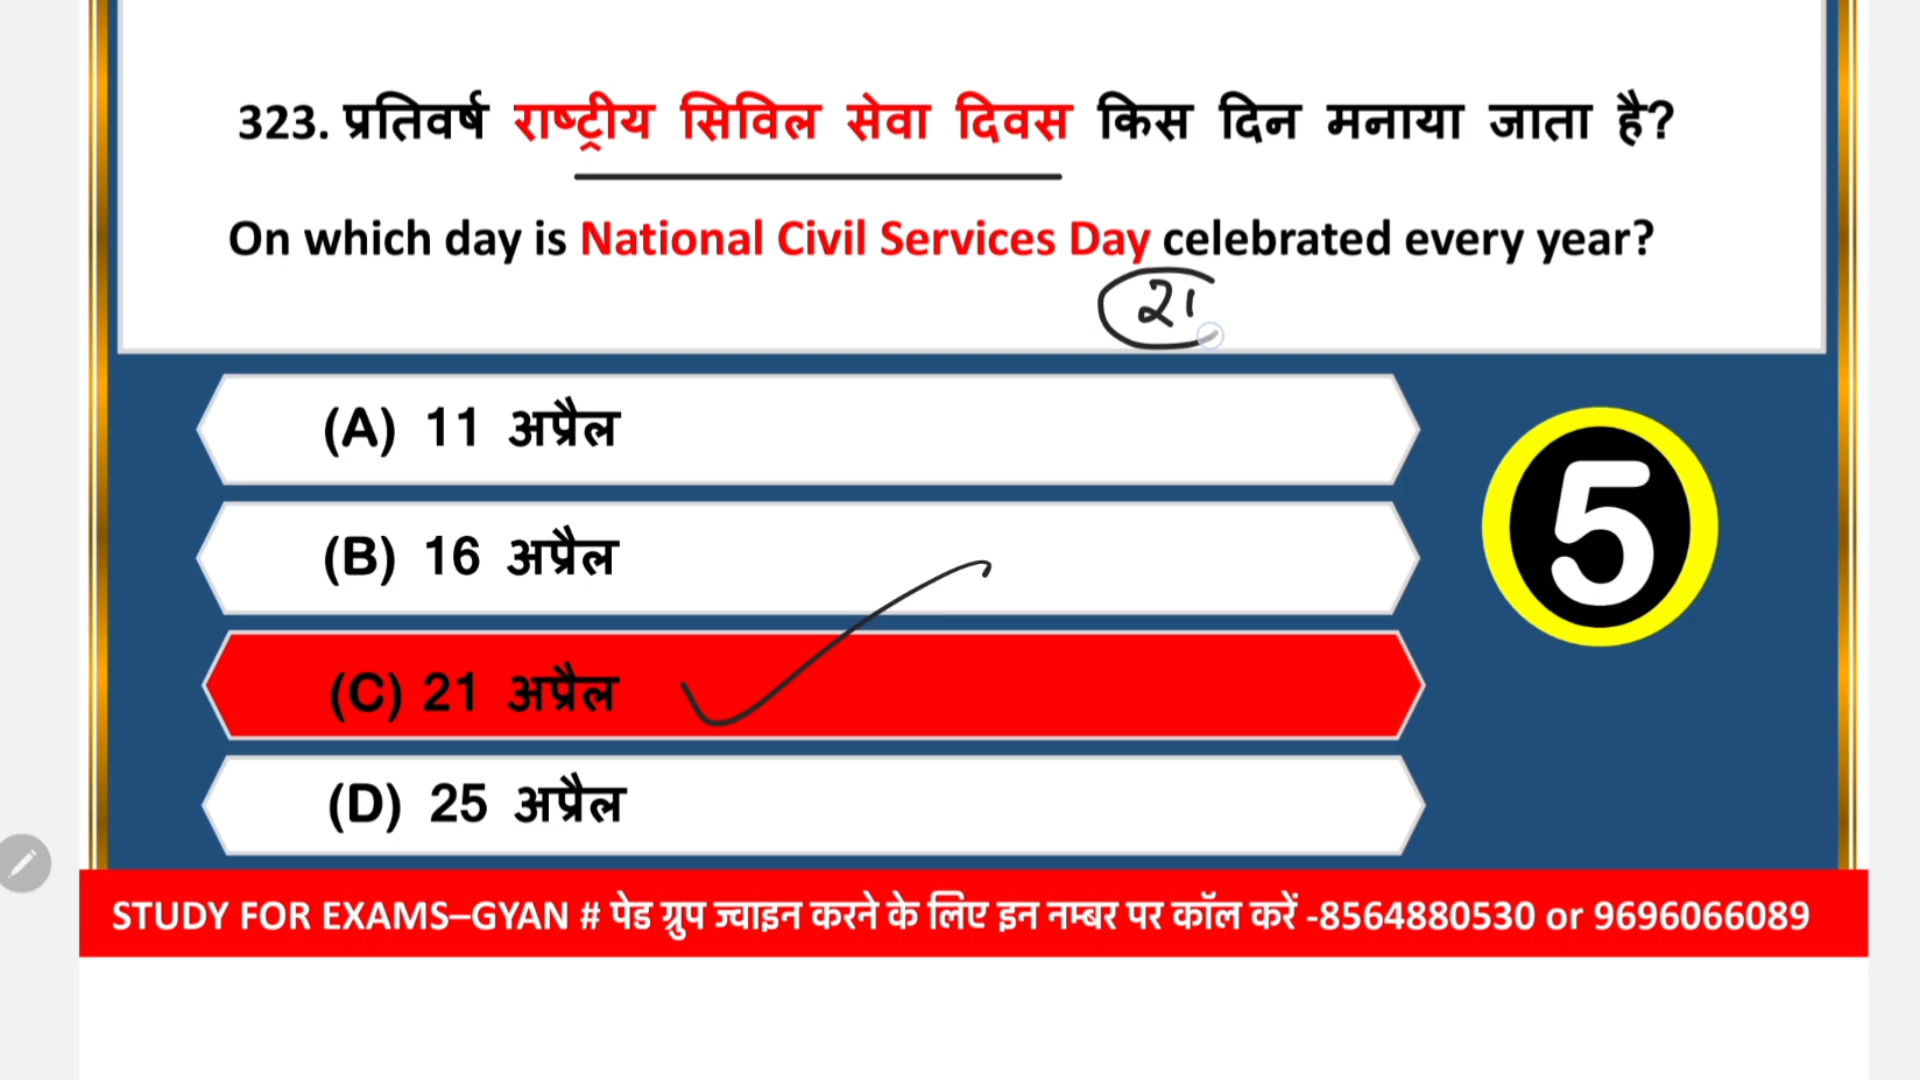 323. प्रतिवर्ष राष्ट्रीय सिविल सेवा दिवस किस दिन मनाया जाता है?
On which day is National Civil Services Day celebrated every year?
21
(A) 11 अप्रैल
(B) 16 अप्रैल
5
(C) 21 अप्रैल
(D) 25 अप्रैल
STUDY FOR EXAMS–GYAN # पेड ग्रुप ज्वाइन करने के लिए इन नम्बर पर कॉल करें -8564880530 or 9696066089